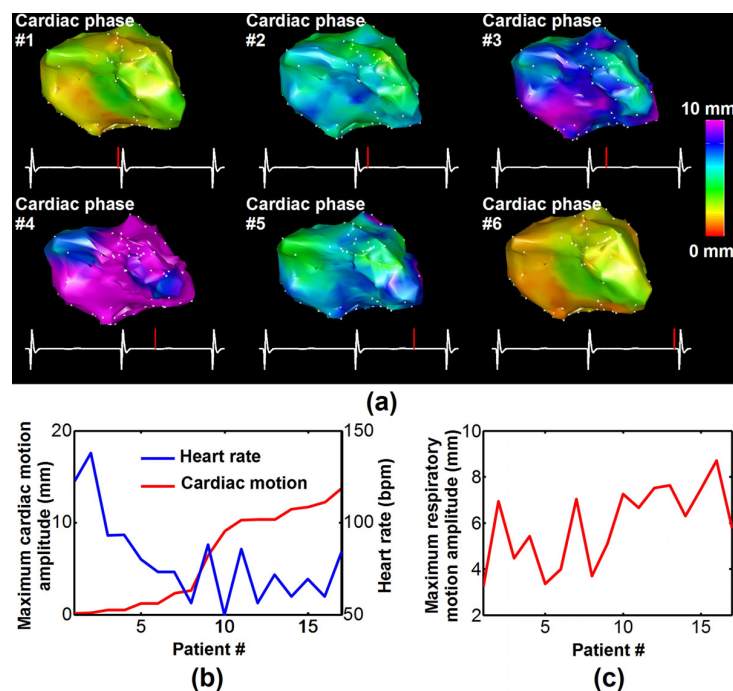 Cardiac phase
#1
Cardiac phase
#2
Cardiac phase
#3
10 mm
0 mm
Cardiac phase
#4
Cardiac phase
#5
Cardiac phase
#6
(a)
20
10
0
Maximum cardiac motion
amplitude (mm)
Heart rate
Cardiac motion
150
100
50
Heart rate (bpm)
5
10
15
Patient #
(b)
10
8
6
4
2
Maximum respiratory
motion amplitude (mm)
5
10
15
Patient #
(c)